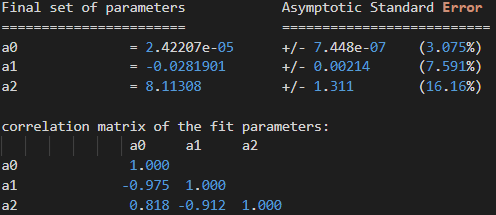 Final set of parameters Asymptotic Standard Error
======================= ==========================
a0 = 2.42207e-05 +/- 7.448e-07 (3.075%)
a1 = -0.0281901 +/- 0.00214 (7.591%)
a2 = 8.11308 +/- 1.311 (16.16%)
correlation matrix of the fit parameters:
a0 a1 a2
a0 1.000
a1 -0.975 1.000
a2 0.818 -0.912 1.000